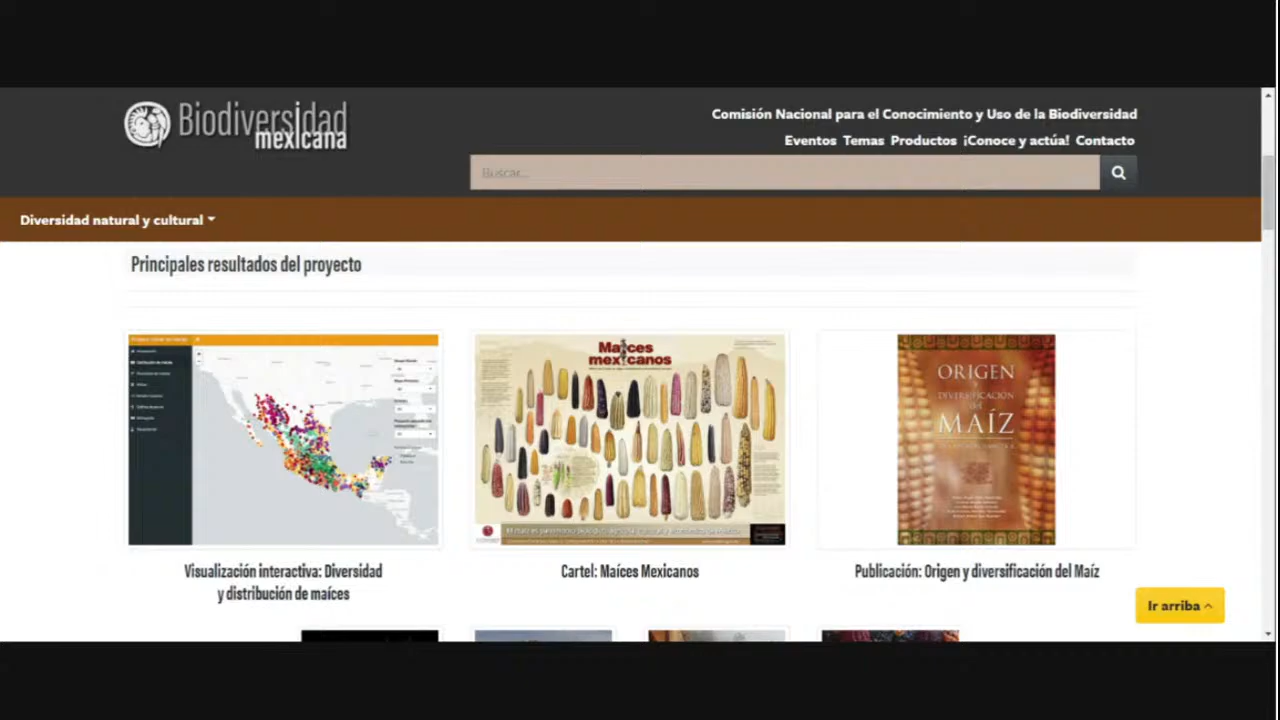 Biodiversidad
mexicana
Comisión Nacional para el Conocimiento y Uso de la Biodiversidad
Eventos Temas Productos ¡Conoce y actúa! Contacto
Buscar...
Diversidad natural y cultural
Principales resultados del proyecto
Maíces
mexicanos
ORIGEN
Y
DIVERSIFICACIÓN
del
MAÍZ
Visualización interactiva: Diversidad
y distribución de maíces
Cartel: Maíces Mexicanos
Publicación: Origen y diversificación del Maíz
Ir arriba